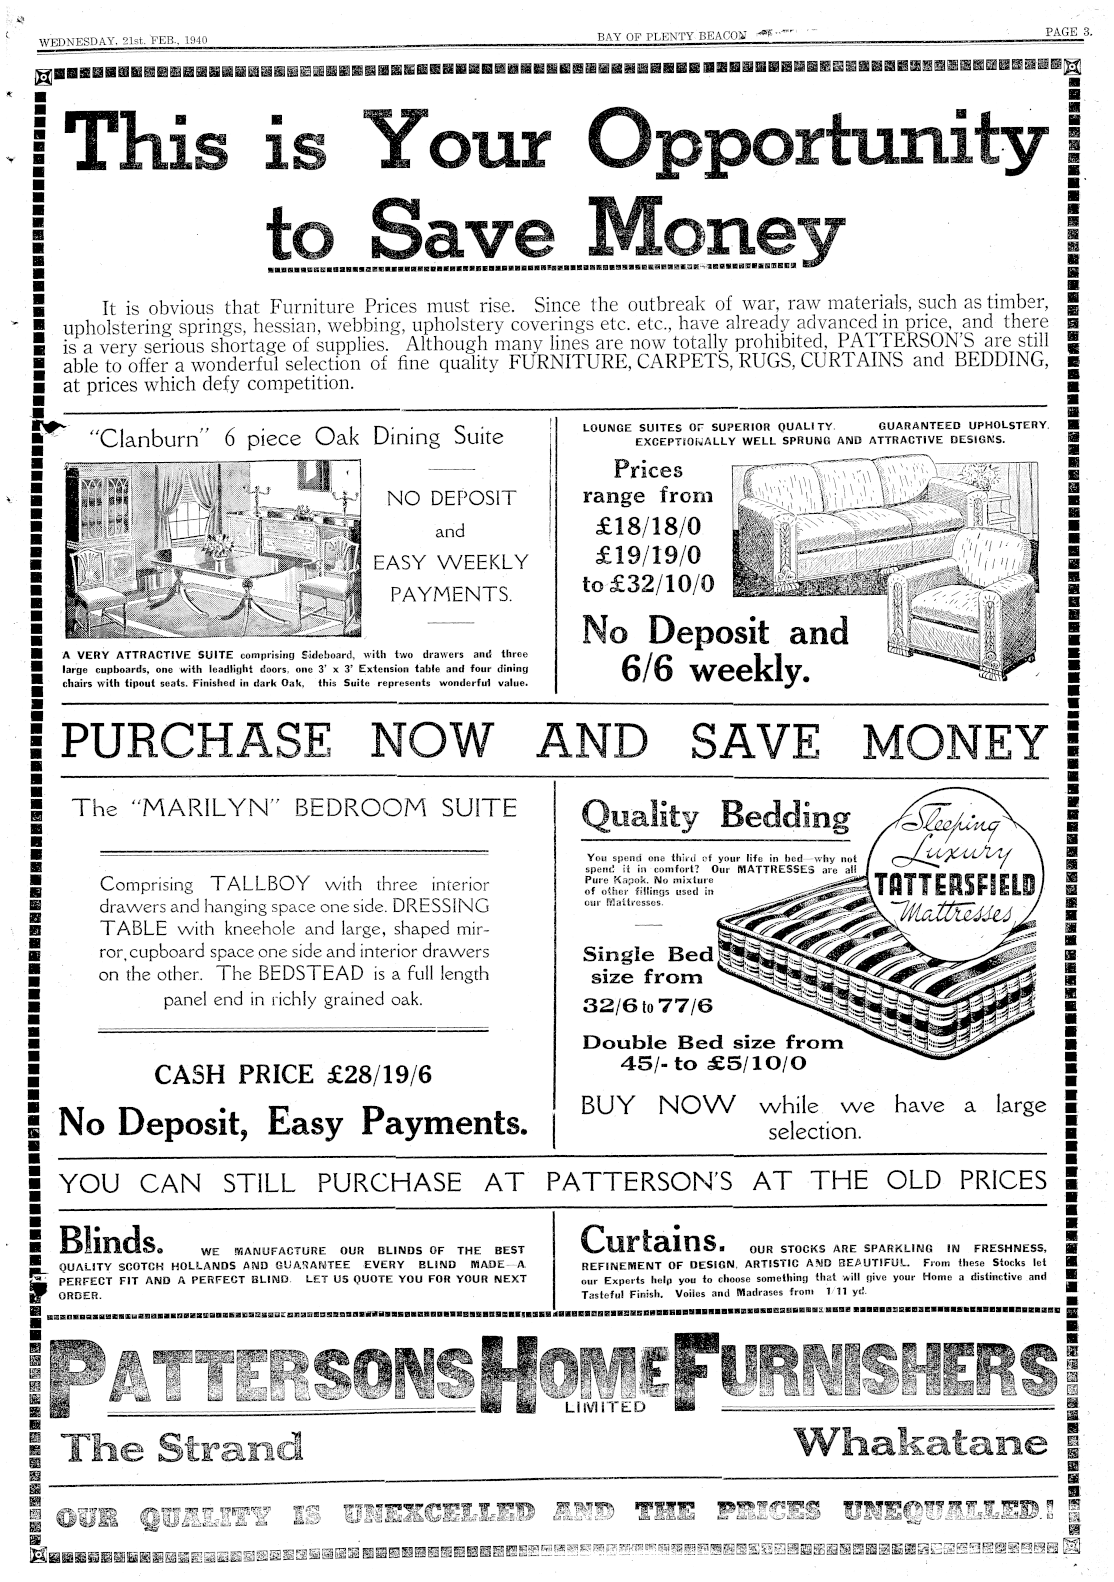 WEDNESDAY, 21st. FEB., 1940
BAY OF PLENTY BEACON
PAGE 3.
This is Your Opportunity
to Save Money
It is obvious that Furniture Prices must rise. Since the outbreak of war, raw materials, such as timber,
upholstering springs, hessian, webbing, upholstery coverings etc. etc., have already advanced in price, and there
is a very serious shortage of supplies. Although many lines are now totally prohibited, PATTERSON'S are still
able to offer a wonderful selection of fine quality FURNITURE, CARPETS, RUGS, CURTAINS and BEDDING,
at prices which defy competition.
"Clanburn" 6 piece Oak Dining Suite
NO DEPOSIT
and
EASY WEEKLY
PAYMENTS.
A VERY ATTRACTIVE SUITE comprising Sideboard, with two drawers and three
large cupboards, one with leadlight doors, one 3' x 3' Extension table and four dining
chairs with tipout seats. Finished in dark Oak, this Suite represents wonderful value.
LOUNGE SUITES OF SUPERIOR QUALITY. GUARANTEED UPHOLSTERY.
EXCEPTIONALLY WELL SPRUNG AND ATTRACTIVE DESIGNS.
Prices
range from
£18/18/0
£19/19/0
to £32/10/0
No Deposit and
6/6 weekly.
PURCHASE NOW AND SAVE MONEY
The "MARILYN" BEDROOM SUITE
Comprising TALLBOY with three interior
drawers and hanging space one side. DRESSING
TABLE with kneehole and large, shaped mir-
ror, cupboard space one side and interior drawers
on the other. The BEDSTEAD is a full length
panel end in richly grained oak.
CASH PRICE £28/19/6
No Deposit, Easy Payments.
Quality Bedding
You spend one third of your life in bed—why not
spend it in comfort? Our MATTRESSES are all
Pure Kapok. No mixture
of other fillings used in
our Mattresses.
Sleeping
Luxury
TATTERSFIELD
Mattresses
Single Bed
size from
32/6 to 77/6
Double Bed size from
45/- to £5/10/0
BUY NOW while we have a large
selection.
YOU CAN STILL PURCHASE AT PATTERSON'S AT THE OLD PRICES
Blinds. WE MANUFACTURE OUR BLINDS OF THE BEST
QUALITY SCOTCH HOLLANDS AND GUARANTEE EVERY BLIND MADE—A
PERFECT FIT AND A PERFECT BLIND. LET US QUOTE YOU FOR YOUR NEXT
ORDER.
Curtains. OUR STOCKS ARE SPARKLING IN FRESHNESS,
REFINEMENT OF DESIGN, ARTISTIC AND BEAUTIFUL. From these Stocks let
our Experts help you to choose something that will give your Home a distinctive and
Tasteful Finish. Voiles and Madrases from 1/11 yd.
PATTERSONS HOME FURNISHERS
LIMITED
The Strand
Whakatane
OUR QUALITY IS UNEXCELLED AND THE PRICES UNEQUALLED!